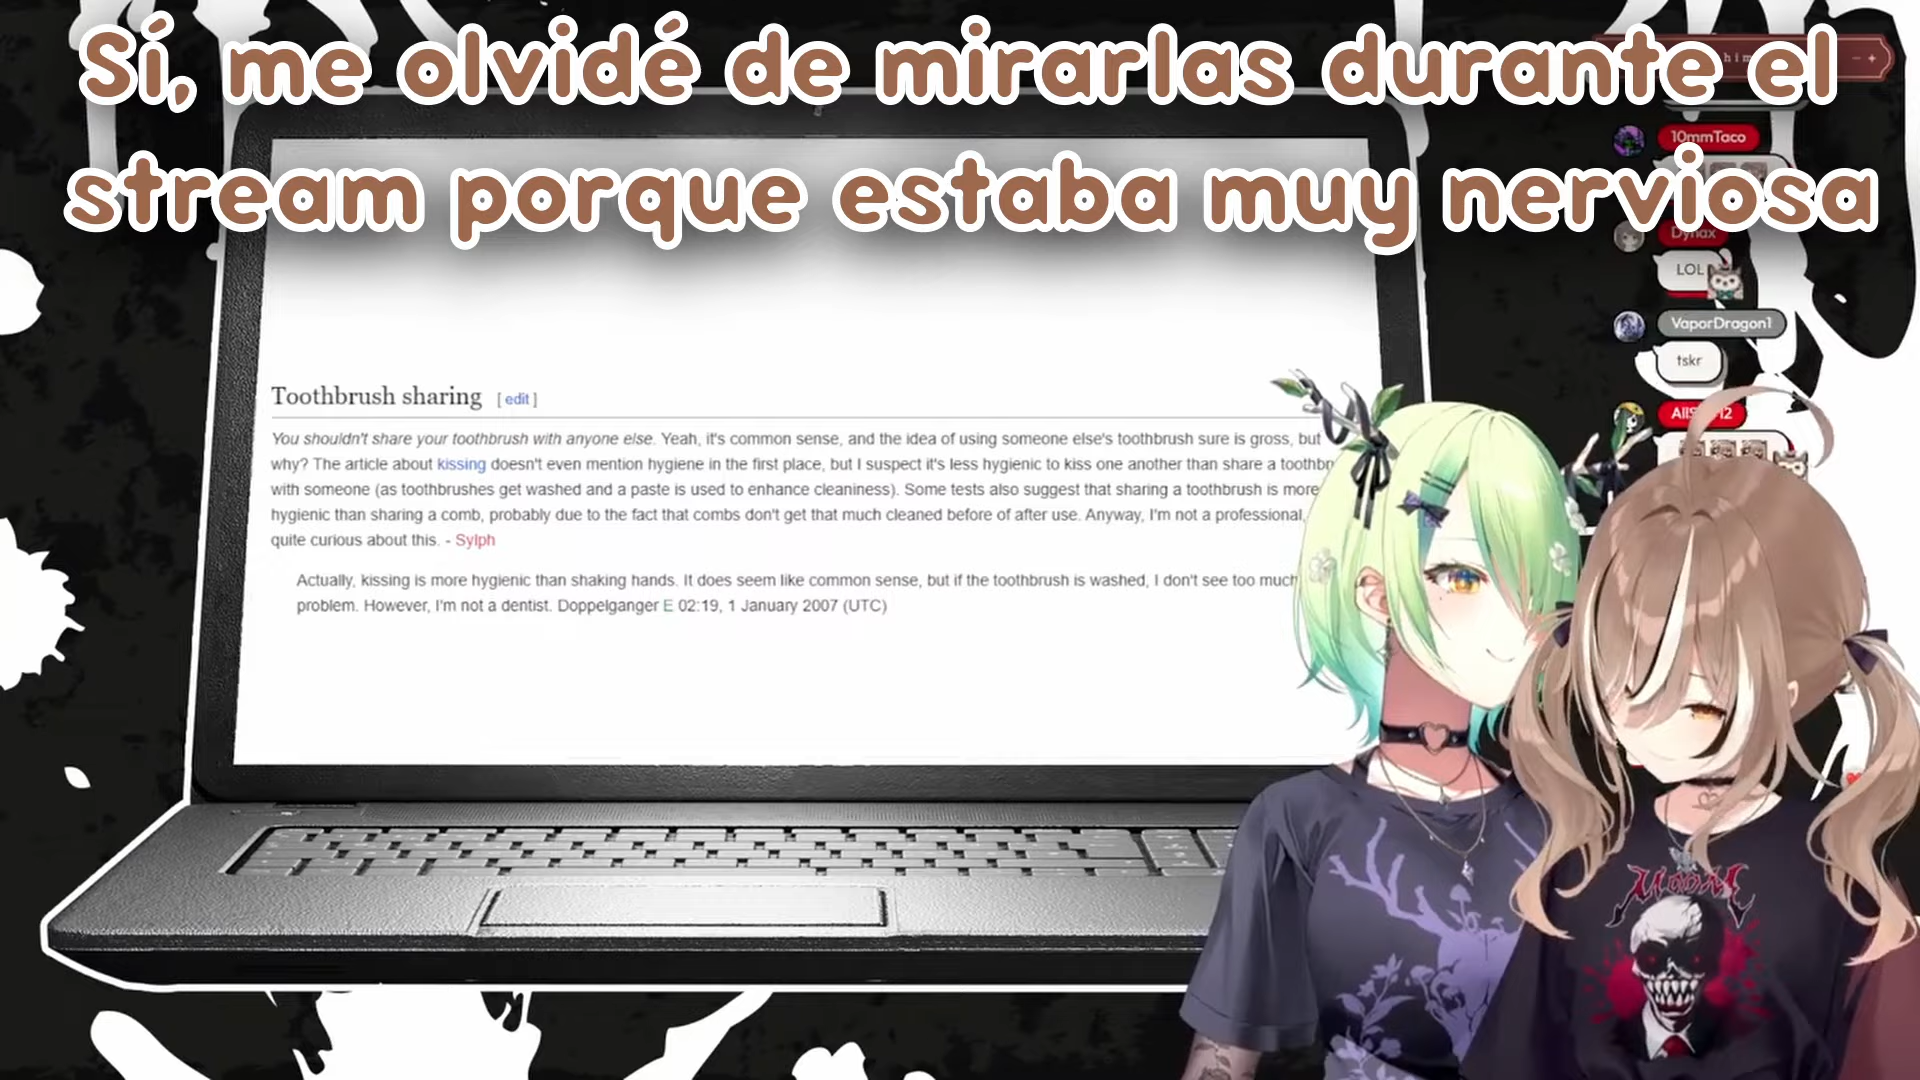 Sí, me olvidé de mirarlas durante el
stream porque estaba muy nerviosa
10mmTaco
Dynax
LOL
VaporDragon1
tskr
Toothbrush sharing [ edit ]
You shouldn't share your toothbrush with anyone else. Yeah, it's common sense, and the idea of using someone else's toothbrush sure is gross, but
why? The article about kissing doesn't even mention hygiene in the first place, but I suspect it's less hygienic to kiss one another than share a toothbr
with someone (as toothbrushes get washed and a paste is used to enhance cleaniness). Some tests also suggest that sharing a toothbrush is more
hygienic than sharing a comb, probably due to the fact that combs don't get that much cleaned before of after use. Anyway, I'm not a professional,
quite curious about this. - Sylph
Actually, kissing is more hygienic than shaking hands. It does seem like common sense, but if the toothbrush is washed, I don't see too much
problem. However, I'm not a dentist. Doppelganger E 02:19, 1 January 2007 (UTC)